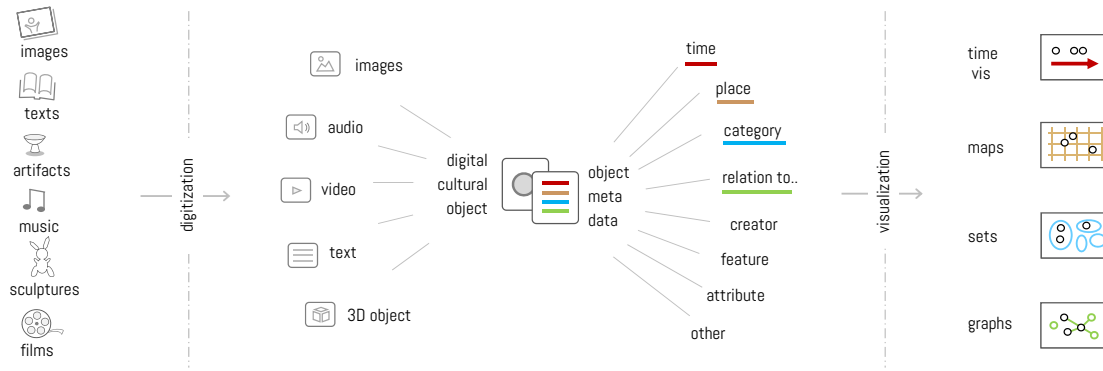 images
texts
artifacts
music
sculptures
films
digitization
images
audio
video
text
3D object
digital
cultural
object
object
meta
data
time
place
category
relation to..
creator
feature
attribute
other
visualization
time
vis
maps
sets
graphs